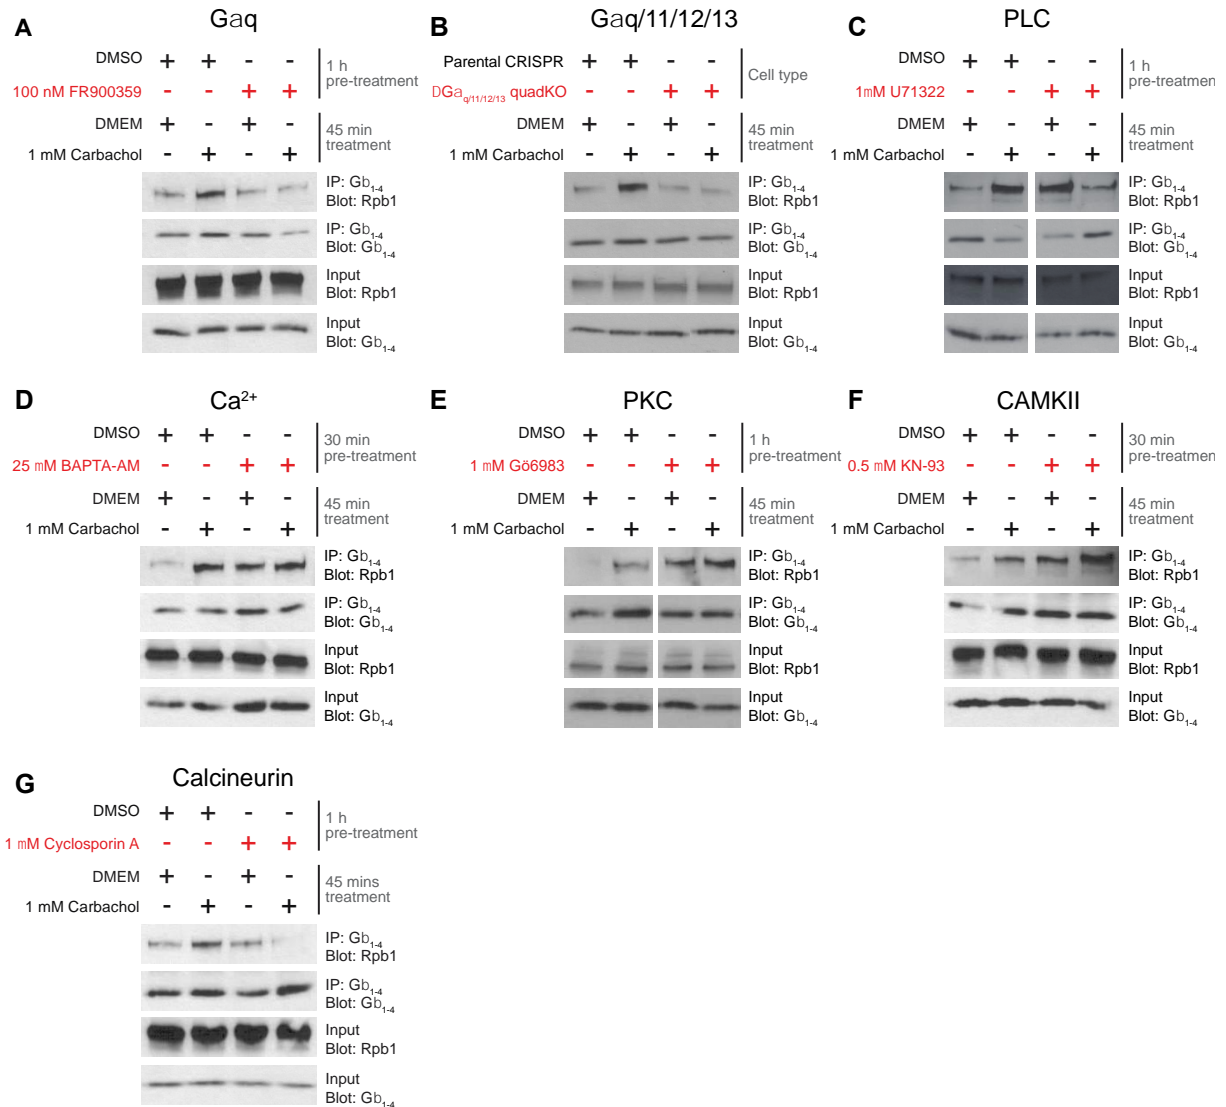 A
Gaq
DMSO + + - -
100 nM FR900359 - - + +
1 h
pre-treatment
DMEM + - + -
1 mM Carbachol - + - +
45 min
treatment
IP: Gb1-4
Blot: Rpb1
IP: Gb1-4
Blot: Gb1-4
Input
Blot: Rpb1
Input
Blot: Gb1-4
B
Gaq/11/12/13
Parental CRISPR + + - -
DGaq/11/12/13 quadKO - - + +
Cell type
DMEM + - + -
1 mM Carbachol - + - +
45 min
treatment
IP: Gb1-4
Blot: Rpb1
IP: Gb1-4
Blot: Gb1-4
Input
Blot: Rpb1
Input
Blot: Gb1-4
C
PLC
DMSO + + - -
1mM U71322 - - + +
1 h
pre-treatment
DMEM + - + -
1 mM Carbachol - + - +
45 min
treatment
IP: Gb1-4
Blot: Rpb1
IP: Gb1-4
Blot: Gb1-4
Input
Blot: Rpb1
Input
Blot: Gb1-4
D
Ca2+
DMSO + + - -
25 mM BAPTA-AM - - + +
30 min
pre-treatment
DMEM + - + -
1 mM Carbachol - + - +
45 min
treatment
IP: Gb1-4
Blot: Rpb1
IP: Gb1-4
Blot: Gb1-4
Input
Blot: Rpb1
Input
Blot: Gb1-4
E
PKC
DMSO + + - -
1 mM Gö6983 - - + +
1 h
pre-treatment
DMEM + - + -
1 mM Carbachol - + - +
45 min
treatment
IP: Gb1-4
Blot: Rpb1
IP: Gb1-4
Blot: Gb1-4
Input
Blot: Rpb1
Input
Blot: Gb1-4
F
CAMKII
DMSO + + - -
0.5 mM KN-93 - - + +
30 min
pre-treatment
DMEM + - + -
1 mM Carbachol - + - +
45 min
treatment
IP: Gb1-4
Blot: Rpb1
IP: Gb1-4
Blot: Gb1-4
Input
Blot: Rpb1
Input
Blot: Gb1-4
G
Calcineurin
DMSO + + - -
1 mM Cyclosporin A - - + +
1 h
pre-treatment
DMEM + - + -
1 mM Carbachol - + - +
45 mins
treatment
IP: Gb1-4
Blot: Rpb1
IP: Gb1-4
Blot: Gb1-4
Input
Blot: Rpb1
Input
Blot: Gb1-4